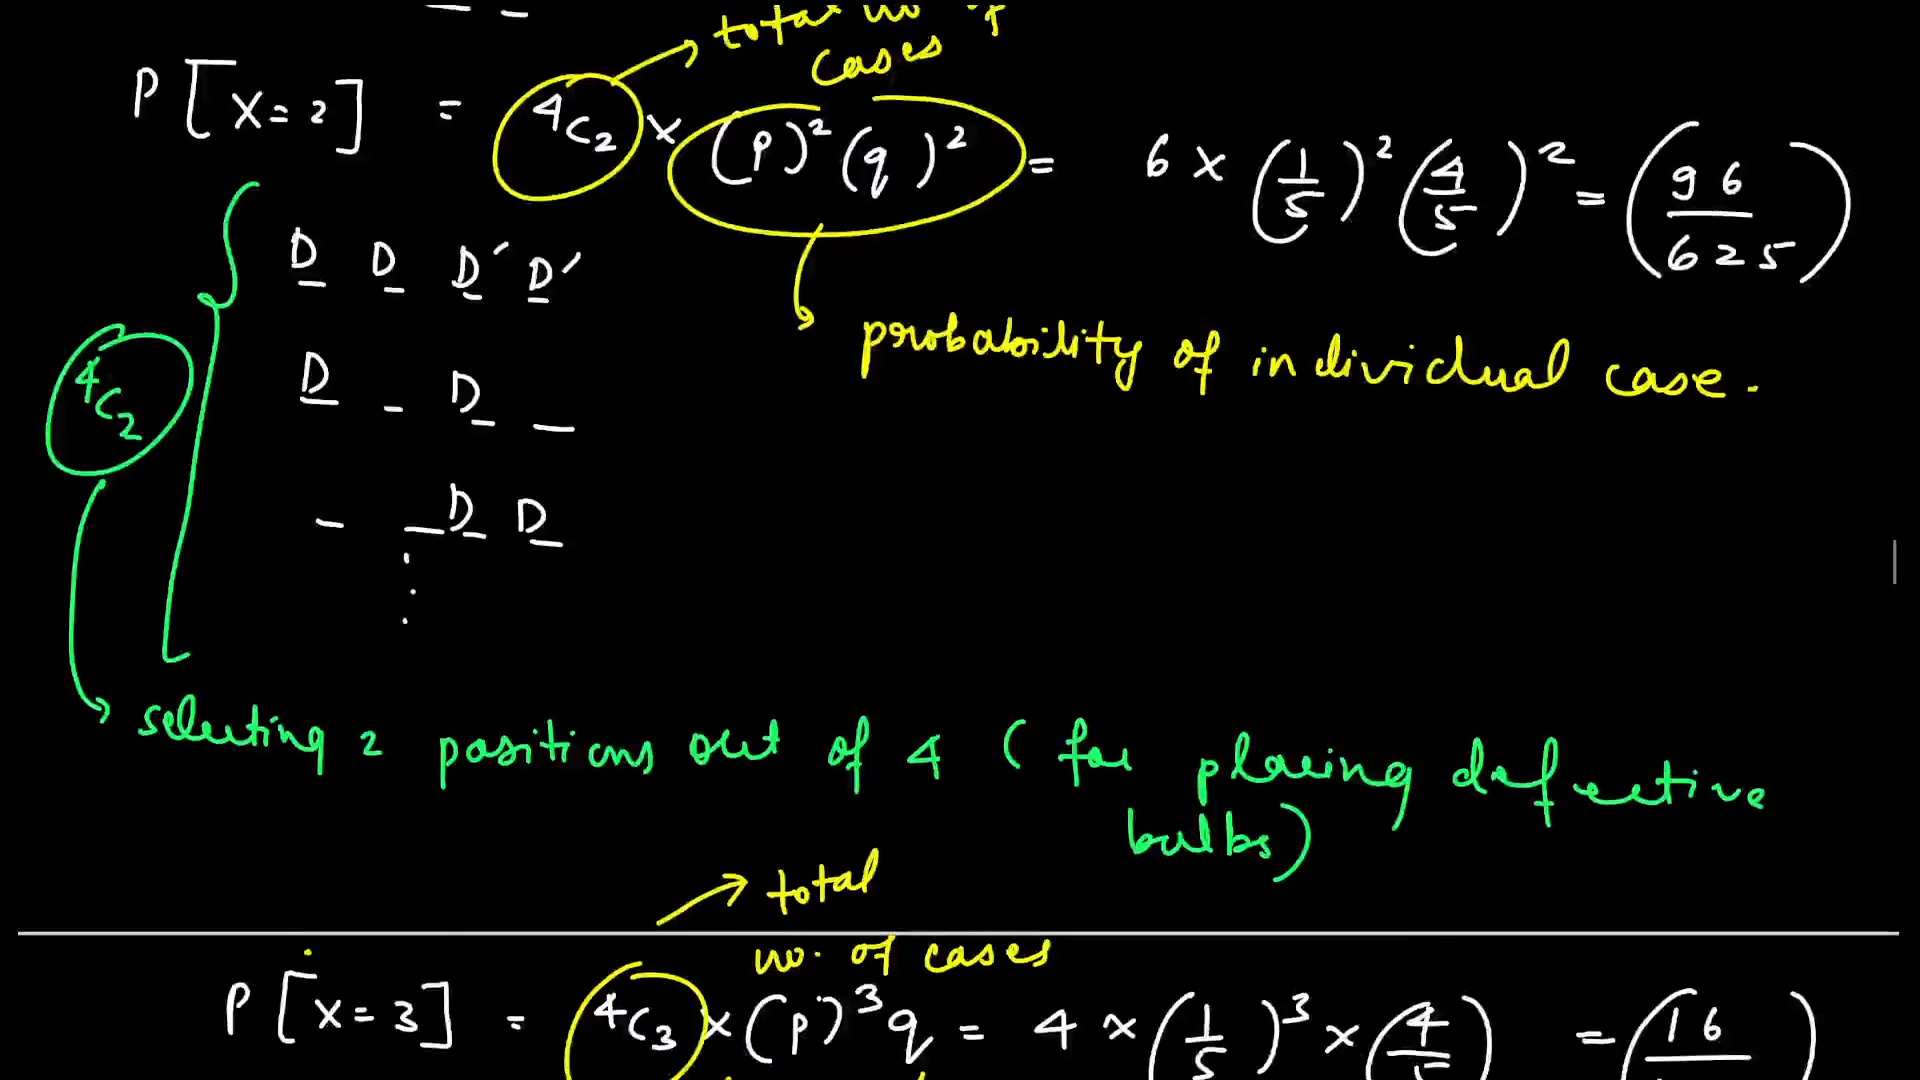 total no of
cases
P[X=2] = ⁴C₂ × (p)²(q)² = 6 × (1/5)²(4/5)² = (96/625)
D D D′ D′
probability of individual case.
D _ D _
⁴C₂
_ _ D D
⋮
selecting 2 positions out of 4 (for placing defective
bulbs)
total
no. of cases
P[X=3] = ⁴C₃ × (p)³q = 4 × (1/5)³ × (4/5) = (16